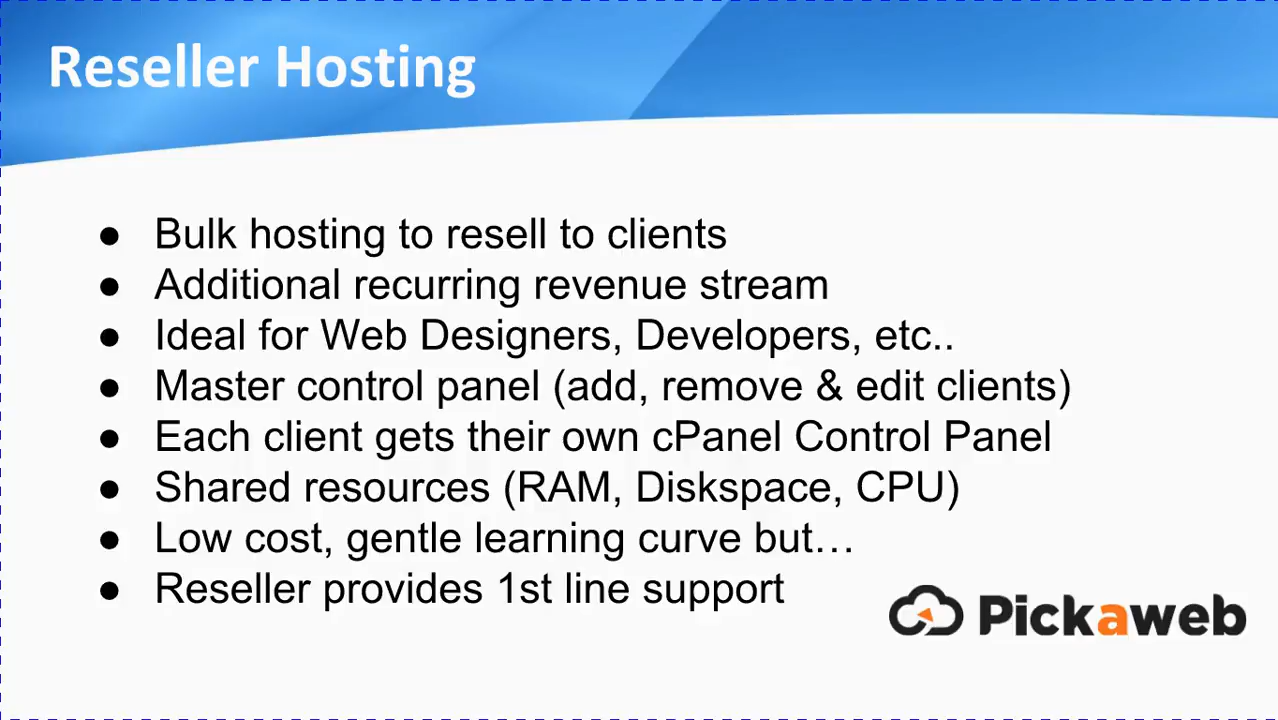 Reseller Hosting
● Bulk hosting to resell to clients
● Additional recurring revenue stream
● Ideal for Web Designers, Developers, etc..
● Master control panel (add, remove & edit clients)
● Each client gets their own cPanel Control Panel
● Shared resources (RAM, Diskspace, CPU)
● Low cost, gentle learning curve but…
● Reseller provides 1st line support
Pickaweb